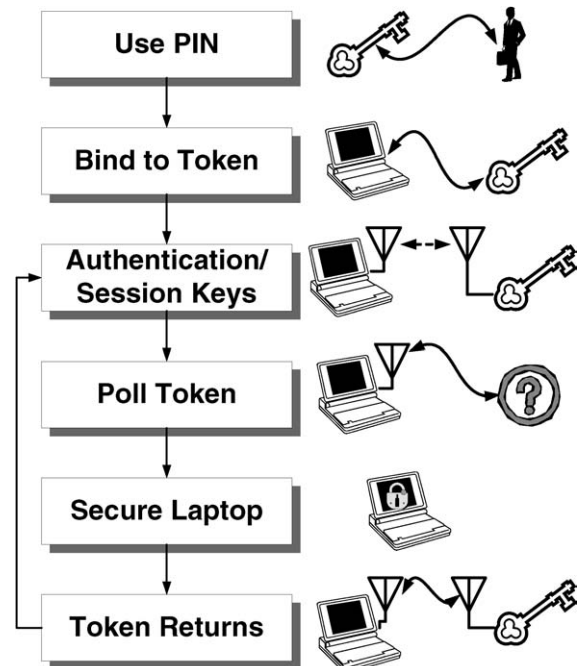 Use PIN
Bind to Token
Authentication/
Session Keys
Poll Token
?
Secure Laptop
Token Returns